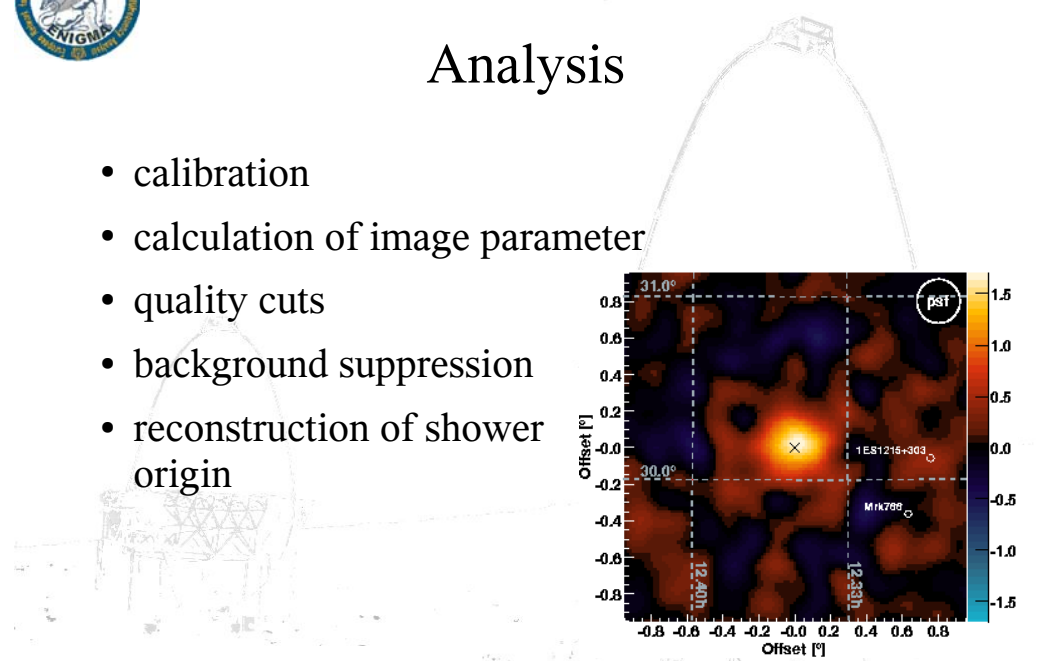 ENIGMA
Analysis
• calibration
• calculation of image parameter
• quality cuts
• background suppression
• reconstruction of shower
origin
31.0°
psf
1ES1215+303
30.0°
Mrk766
12.40h
12.33h
0.8
0.6
0.4
0.2
-0.0
-0.2
-0.4
-0.6
-0.8
Offset [°]
-0.8 -0.6 -0.4 -0.2 -0.0 0.2 0.4 0.6 0.8
Offset [°]
1.5
1.0
0.5
0.0
-0.5
-1.0
-1.5